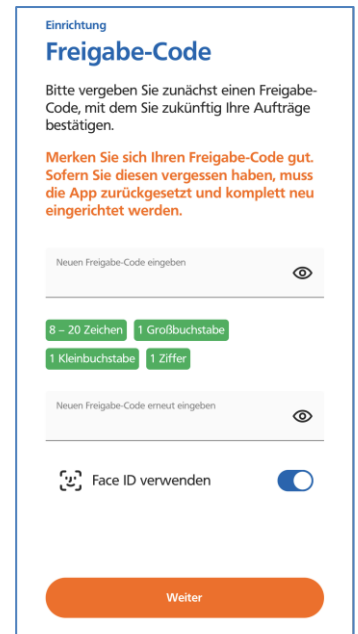 Einrichtung
Freigabe-Code
Bitte vergeben Sie zunächst einen Freigabe-
Code, mit dem Sie zukünftig Ihre Aufträge
bestätigen.
Merken Sie sich Ihren Freigabe-Code gut.
Sofern Sie diesen vergessen haben, muss
die App zurückgesetzt und komplett neu
eingerichtet werden.
Neuen Freigabe-Code eingeben
8 – 20 Zeichen 1 Großbuchstabe
1 Kleinbuchstabe 1 Ziffer
Neuen Freigabe-Code erneut eingeben
Face ID verwenden
Weiter